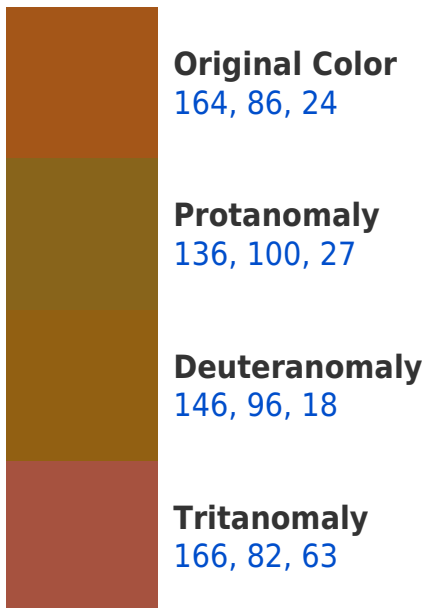 Original Color
164, 86, 24
Protanomaly
136, 100, 27
Deuteranomaly
146, 96, 18
Tritanomaly
166, 82, 63